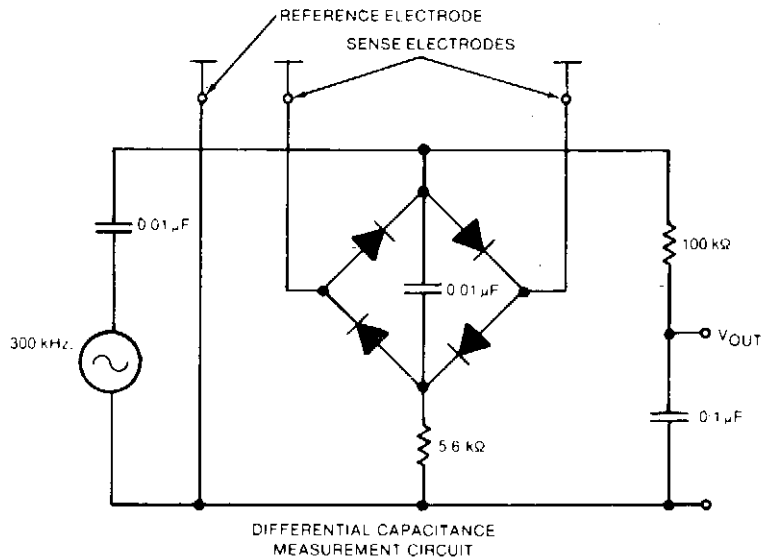 REFERENCE ELECTRODE
SENSE ELECTRODES
0.01 μF
100 kΩ
0.01 μF
300 kHz.
VOUT
0.1 μF
5.6 kΩ
DIFFERENTIAL CAPACITANCE
MEASUREMENT CIRCUIT